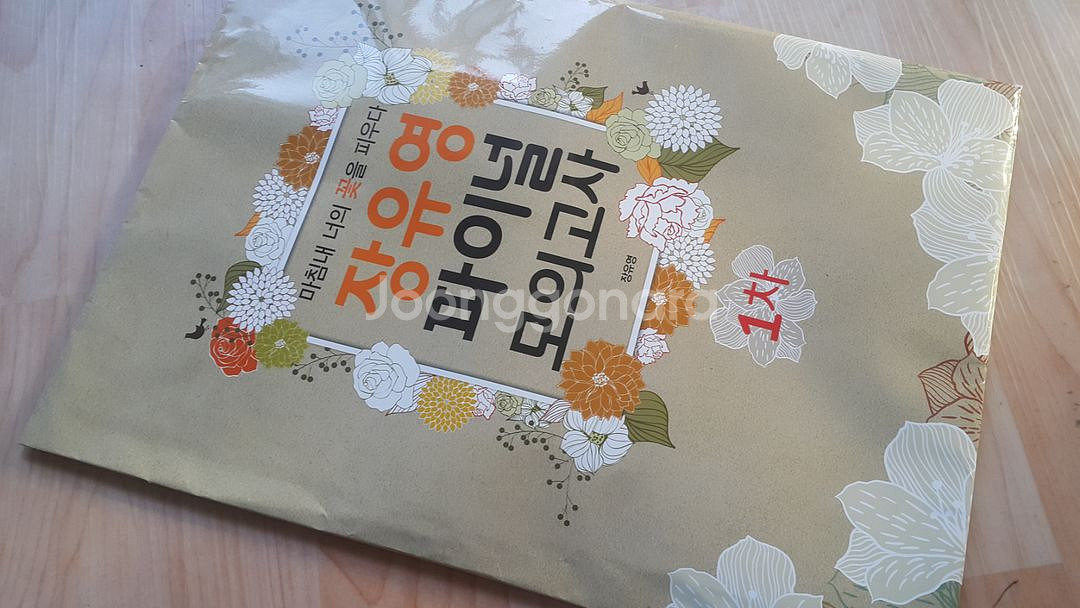 마침내 너의 꽃을 피우다
장유영
파이널
모의고사
장유영
1차
Joonggonara